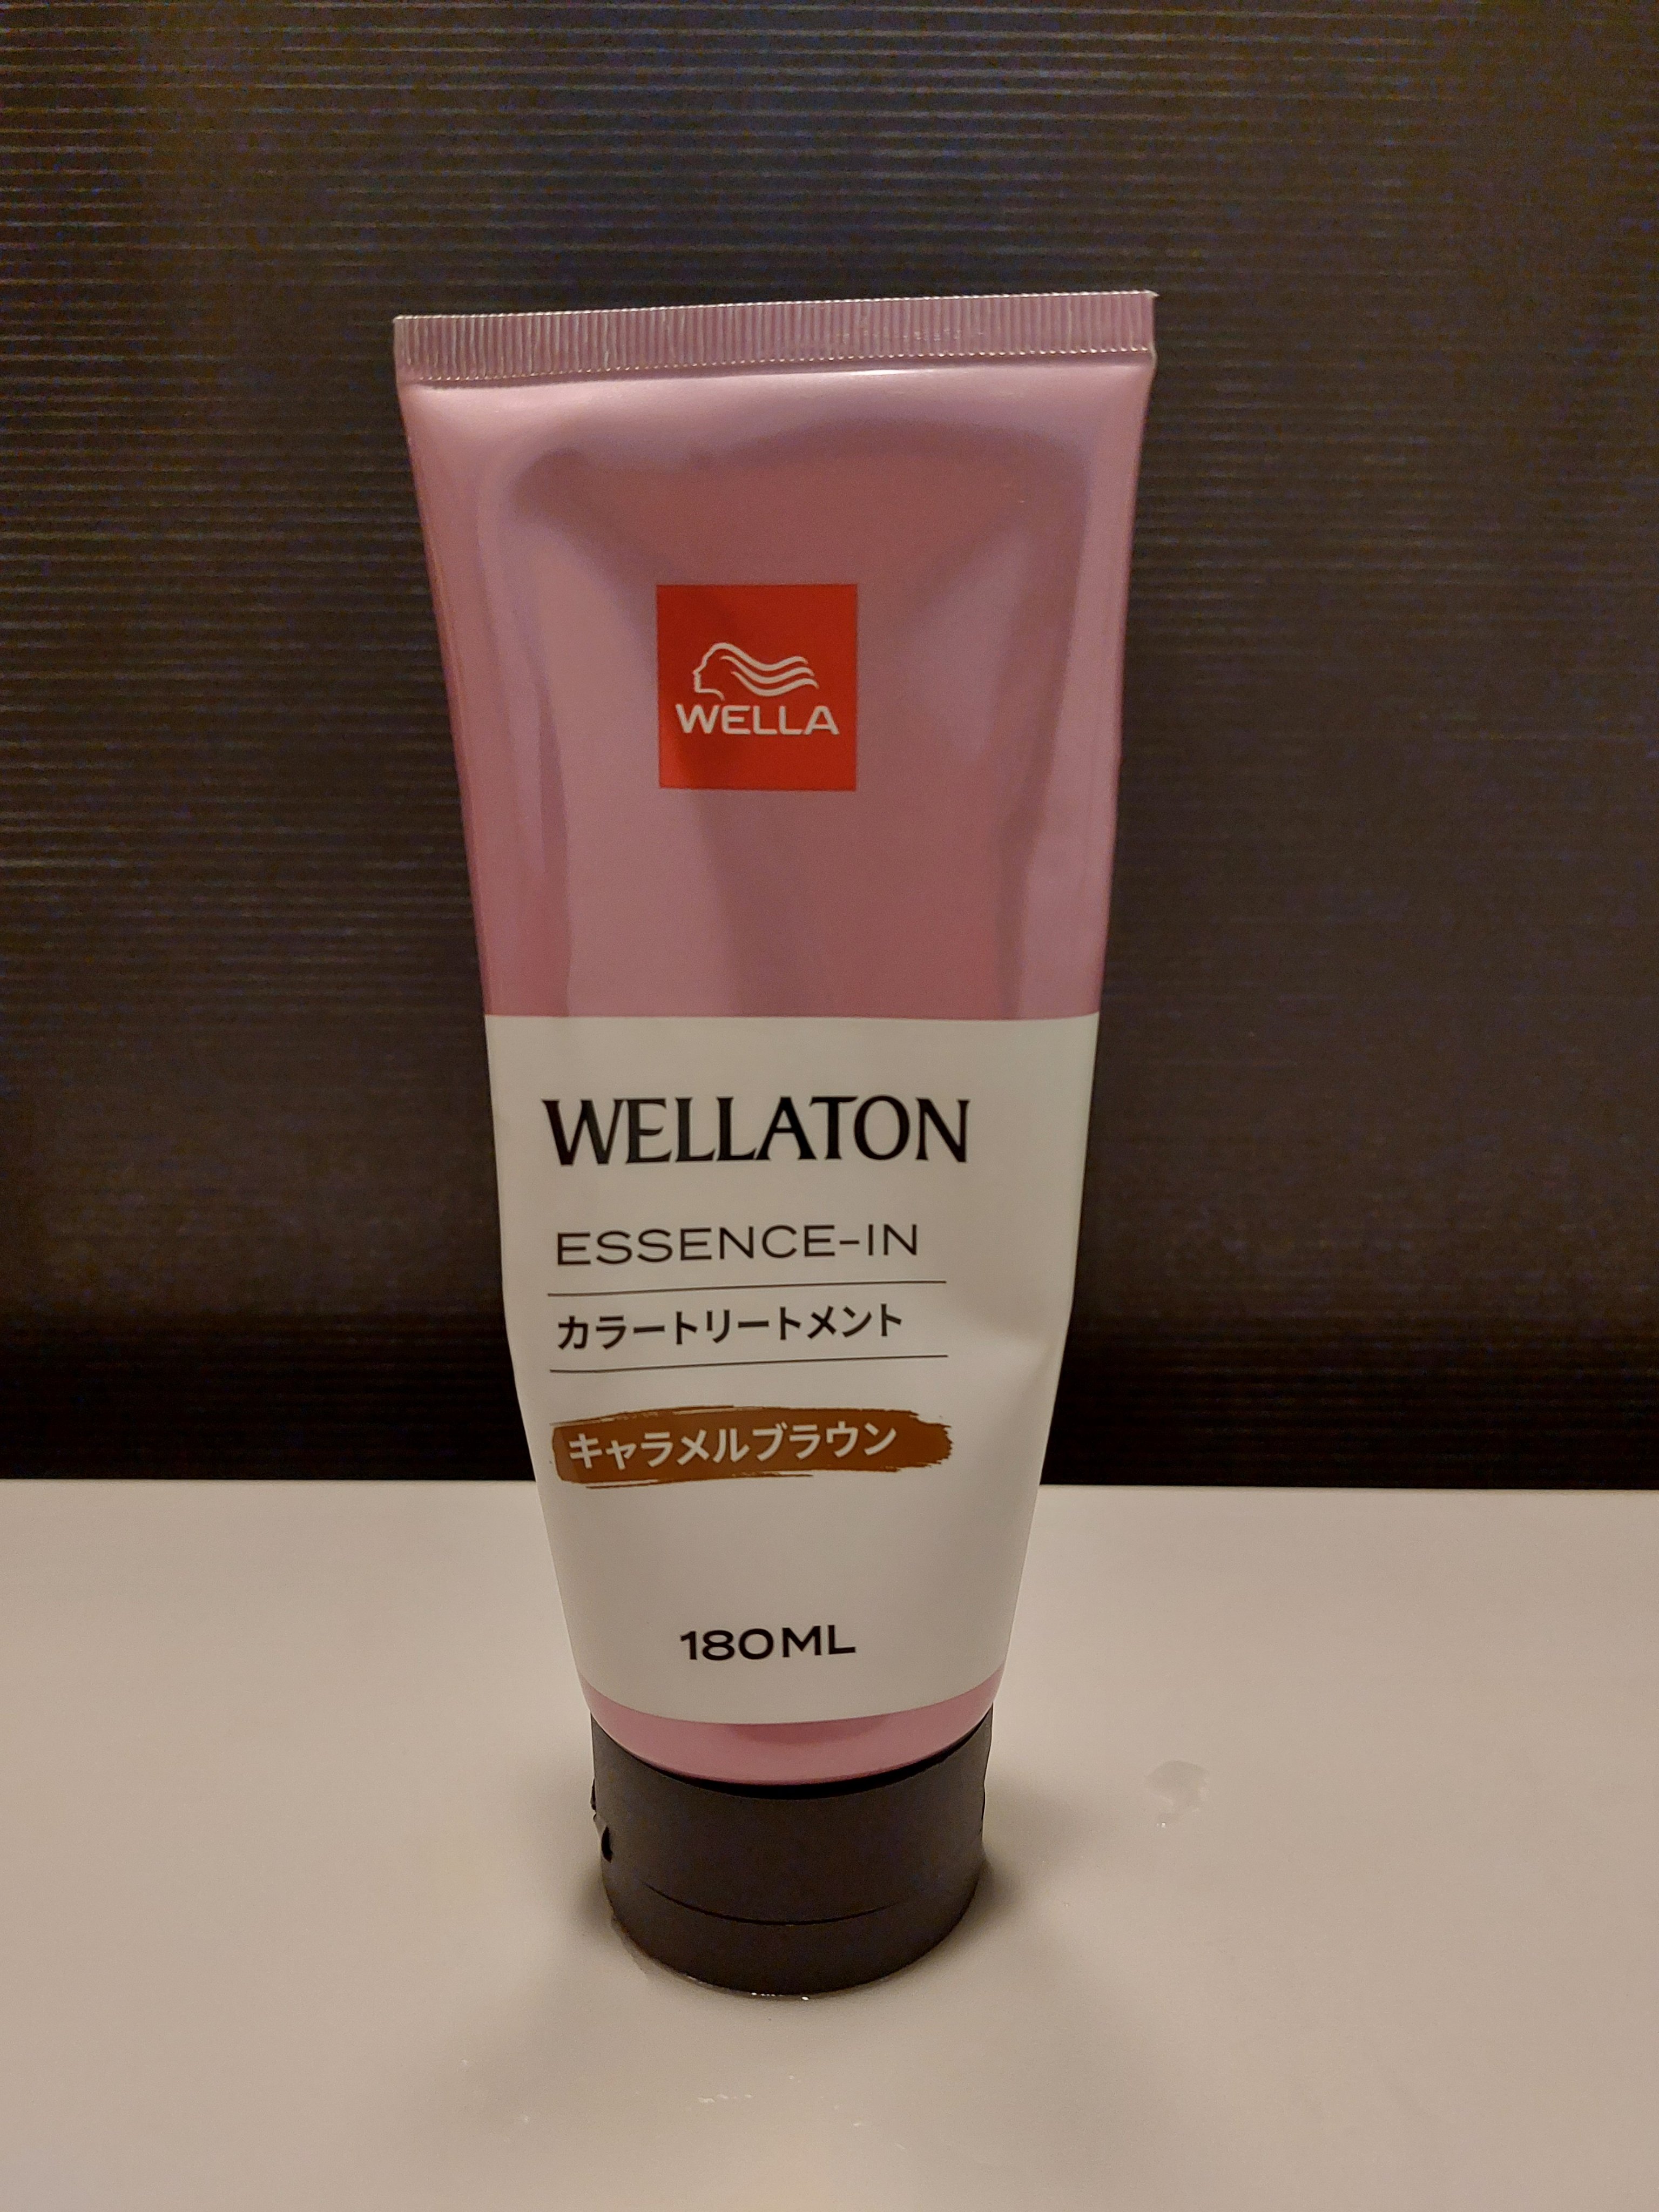 WELLA
WELLATON
ESSENCE-IN
カラートリートメント
キャラメルブラウン
180ML